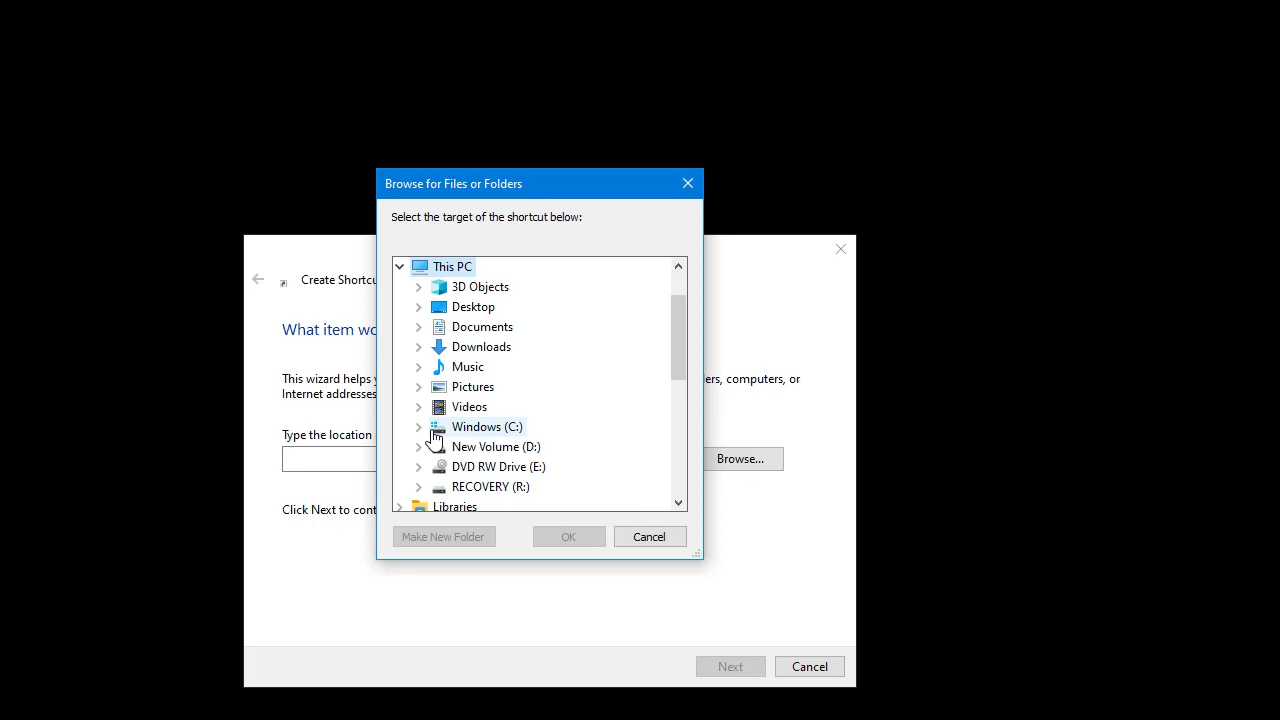 Browse for Files or Folders
Select the target of the shortcut below:
This PC
3D Objects
Desktop
Documents
Downloads
Music
Pictures
Videos
Windows (C:)
New Volume (D:)
DVD RW Drive (E:)
RECOVERY (R:)
Libraries
Make New Folder
OK
Cancel
Create Shortcu
What item wo
This wizard helps
ers, computers, or
Internet addresses
Type the location
Browse...
Click Next to cont
Next
Cancel